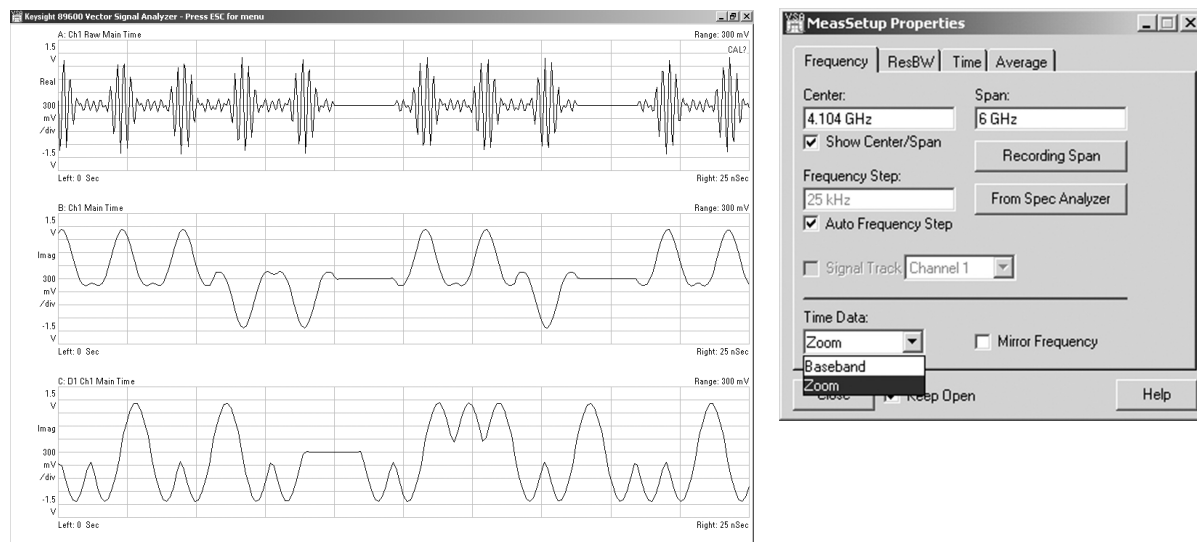 Keysight 89600 Vector Signal Analyzer - Press ESC for menu
A: Ch1 Raw Main Time
Range: 300 mV
1.5
V
CAL?
Real
300
mV
/div
-1.5
V
Left: 0 Sec
Right: 25 nSec
B: Ch1 Main Time
Range: 300 mV
1.5
V
Imag
300
mV
/div
-1.5
V
Left: 0 Sec
Right: 25 nSec
C: D1 Ch1 Main Time
Range: 300 mV
1.5
V
Imag
300
mV
/div
-1.5
V
Left: 0 Sec
Right: 25 nSec
VSA MeasSetup Properties
Frequency ResBW Time Average
Center: Span:
4.104 GHz 6 GHz
Show Center/Span
Recording Span
Frequency Step:
25 kHz
From Spec Analyzer
Auto Frequency Step
Signal Track Channel 1
Time Data:
Zoom
Mirror Frequency
Baseband
Zoom
Close Keep Open Help